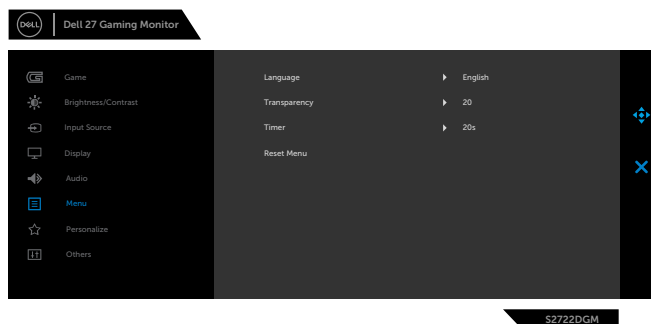 DELL
Dell 27 Gaming Monitor
Game
Language English
Brightness/Contrast
Transparency 20
Input Source
Timer 20s
Display
Reset Menu
Audio
Menu
Personalize
Others
S2722DGM